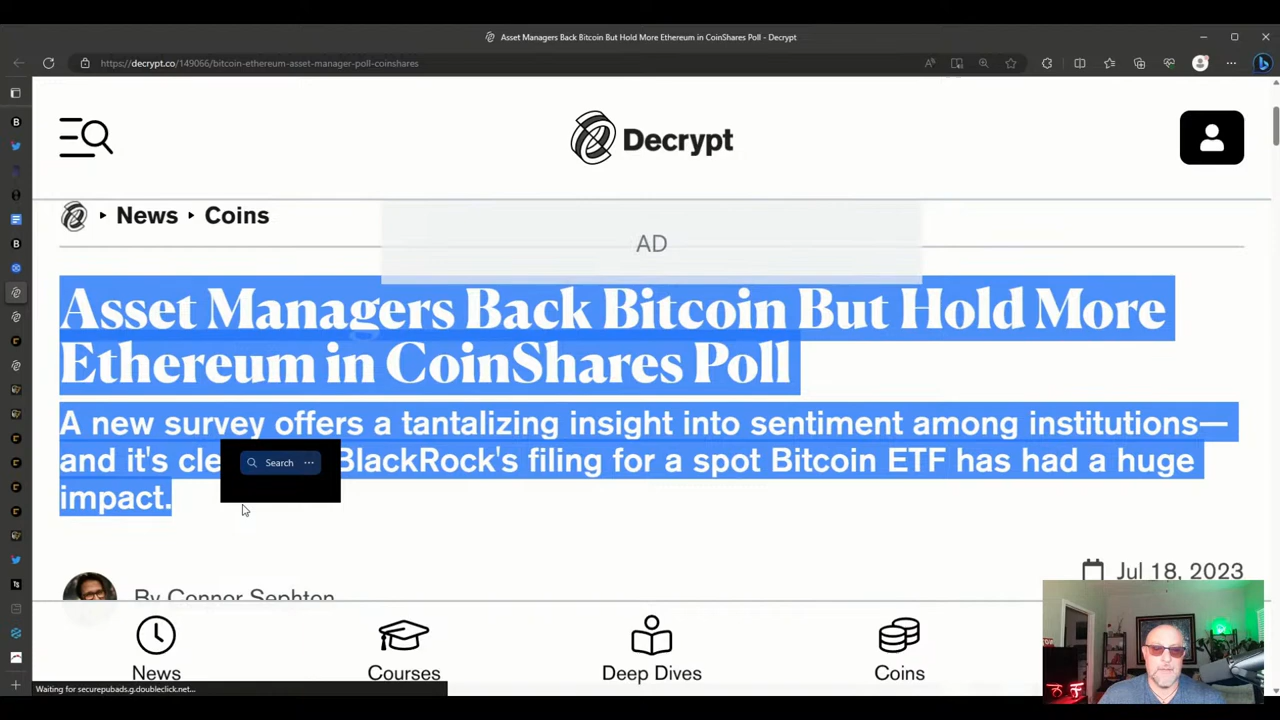 Asset Managers Back Bitcoin But Hold More Ethereum in CoinShares Poll - Decrypt
https://decrypt.co/149066/bitcoin-ethereum-asset-manager-poll-coinshares
Decrypt
News
Coins
AD
Asset Managers Back Bitcoin But Hold More
Ethereum in CoinShares Poll
A new survey offers a tantalizing insight into sentiment among institutions—
and it's BlackRock's filing for a spot Bitcoin ETF has had a huge
Search
impact.
Jul 18, 2023
By Connor Sephton
News
Courses
Deep Dives
Coins
Waiting for securepubads.g.doubleclick.net...